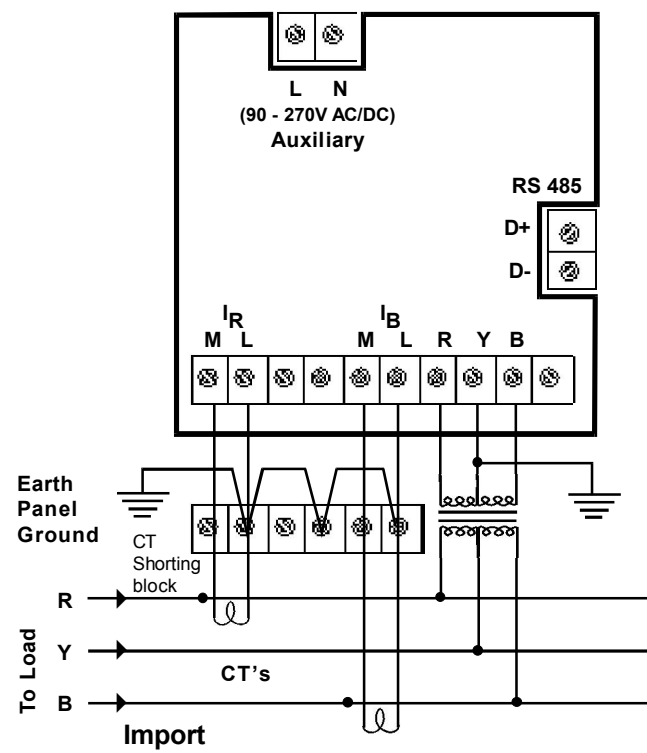 L N
(90 - 270V AC/DC)
Auxiliary
RS 485
D+
D-
IR IB
M L M L R Y B
Earth
Panel
Ground
CT
Shorting
block
R
Y
B
To Load
CT's
Import